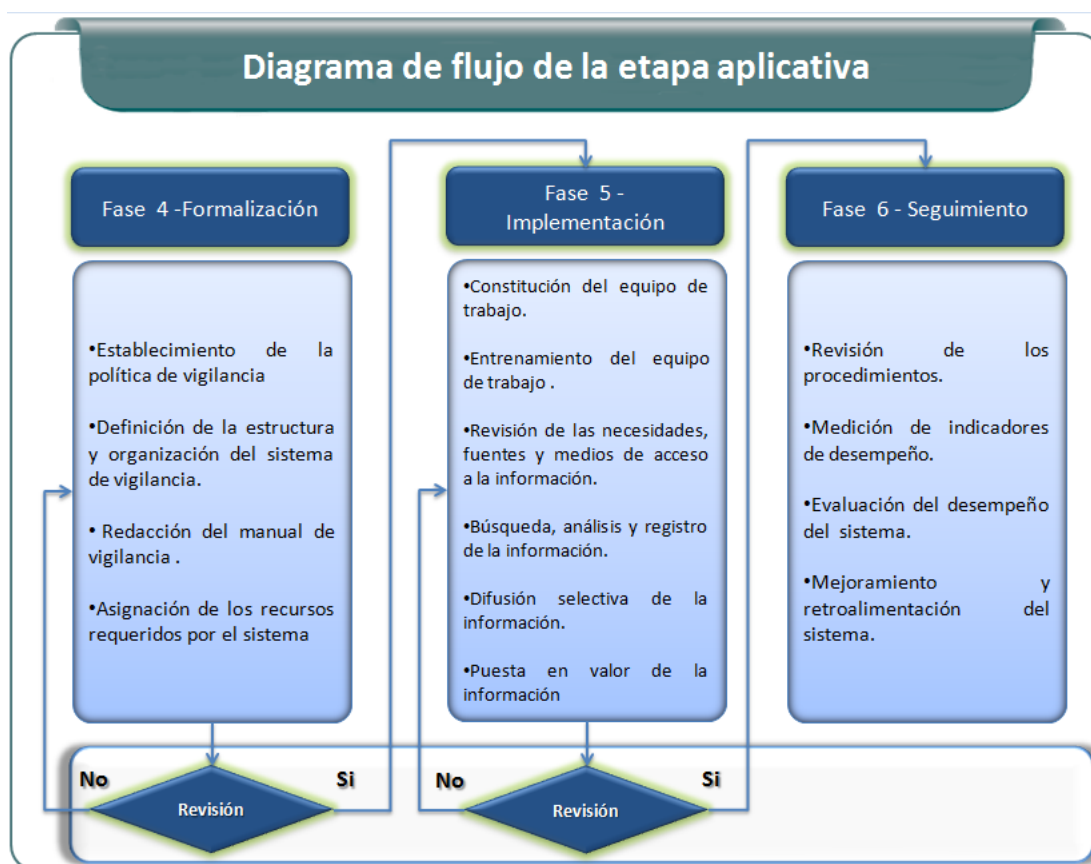 Diagrama de flujo de la etapa aplicativa
Fase 4 -Formalización
•Establecimiento de la
política de vigilancia
•Definición de la estructura
y organización del sistema
de vigilancia.
• Redacción del manual de
vigilancia .
•Asignación de los recursos
requeridos por el sistema
No
Si
Revisión
Fase 5 -
Implementación
•Constitución del equipo de
trabajo.
•Entrenamiento del equipo
de trabajo .
•Revisión de las necesidades,
fuentes y medios de acceso
a la información.
•Búsqueda, análisis y registro
de la información.
•Difusión selectiva de la
información.
•Puesta en valor de la
información
No
Si
Revisión
Fase 6 - Seguimiento
•Revisión de los
procedimientos.
•Medición de indicadores
de desempeño.
•Evaluación del desempeño
del sistema.
•Mejoramiento y
retroalimentación del
sistema.